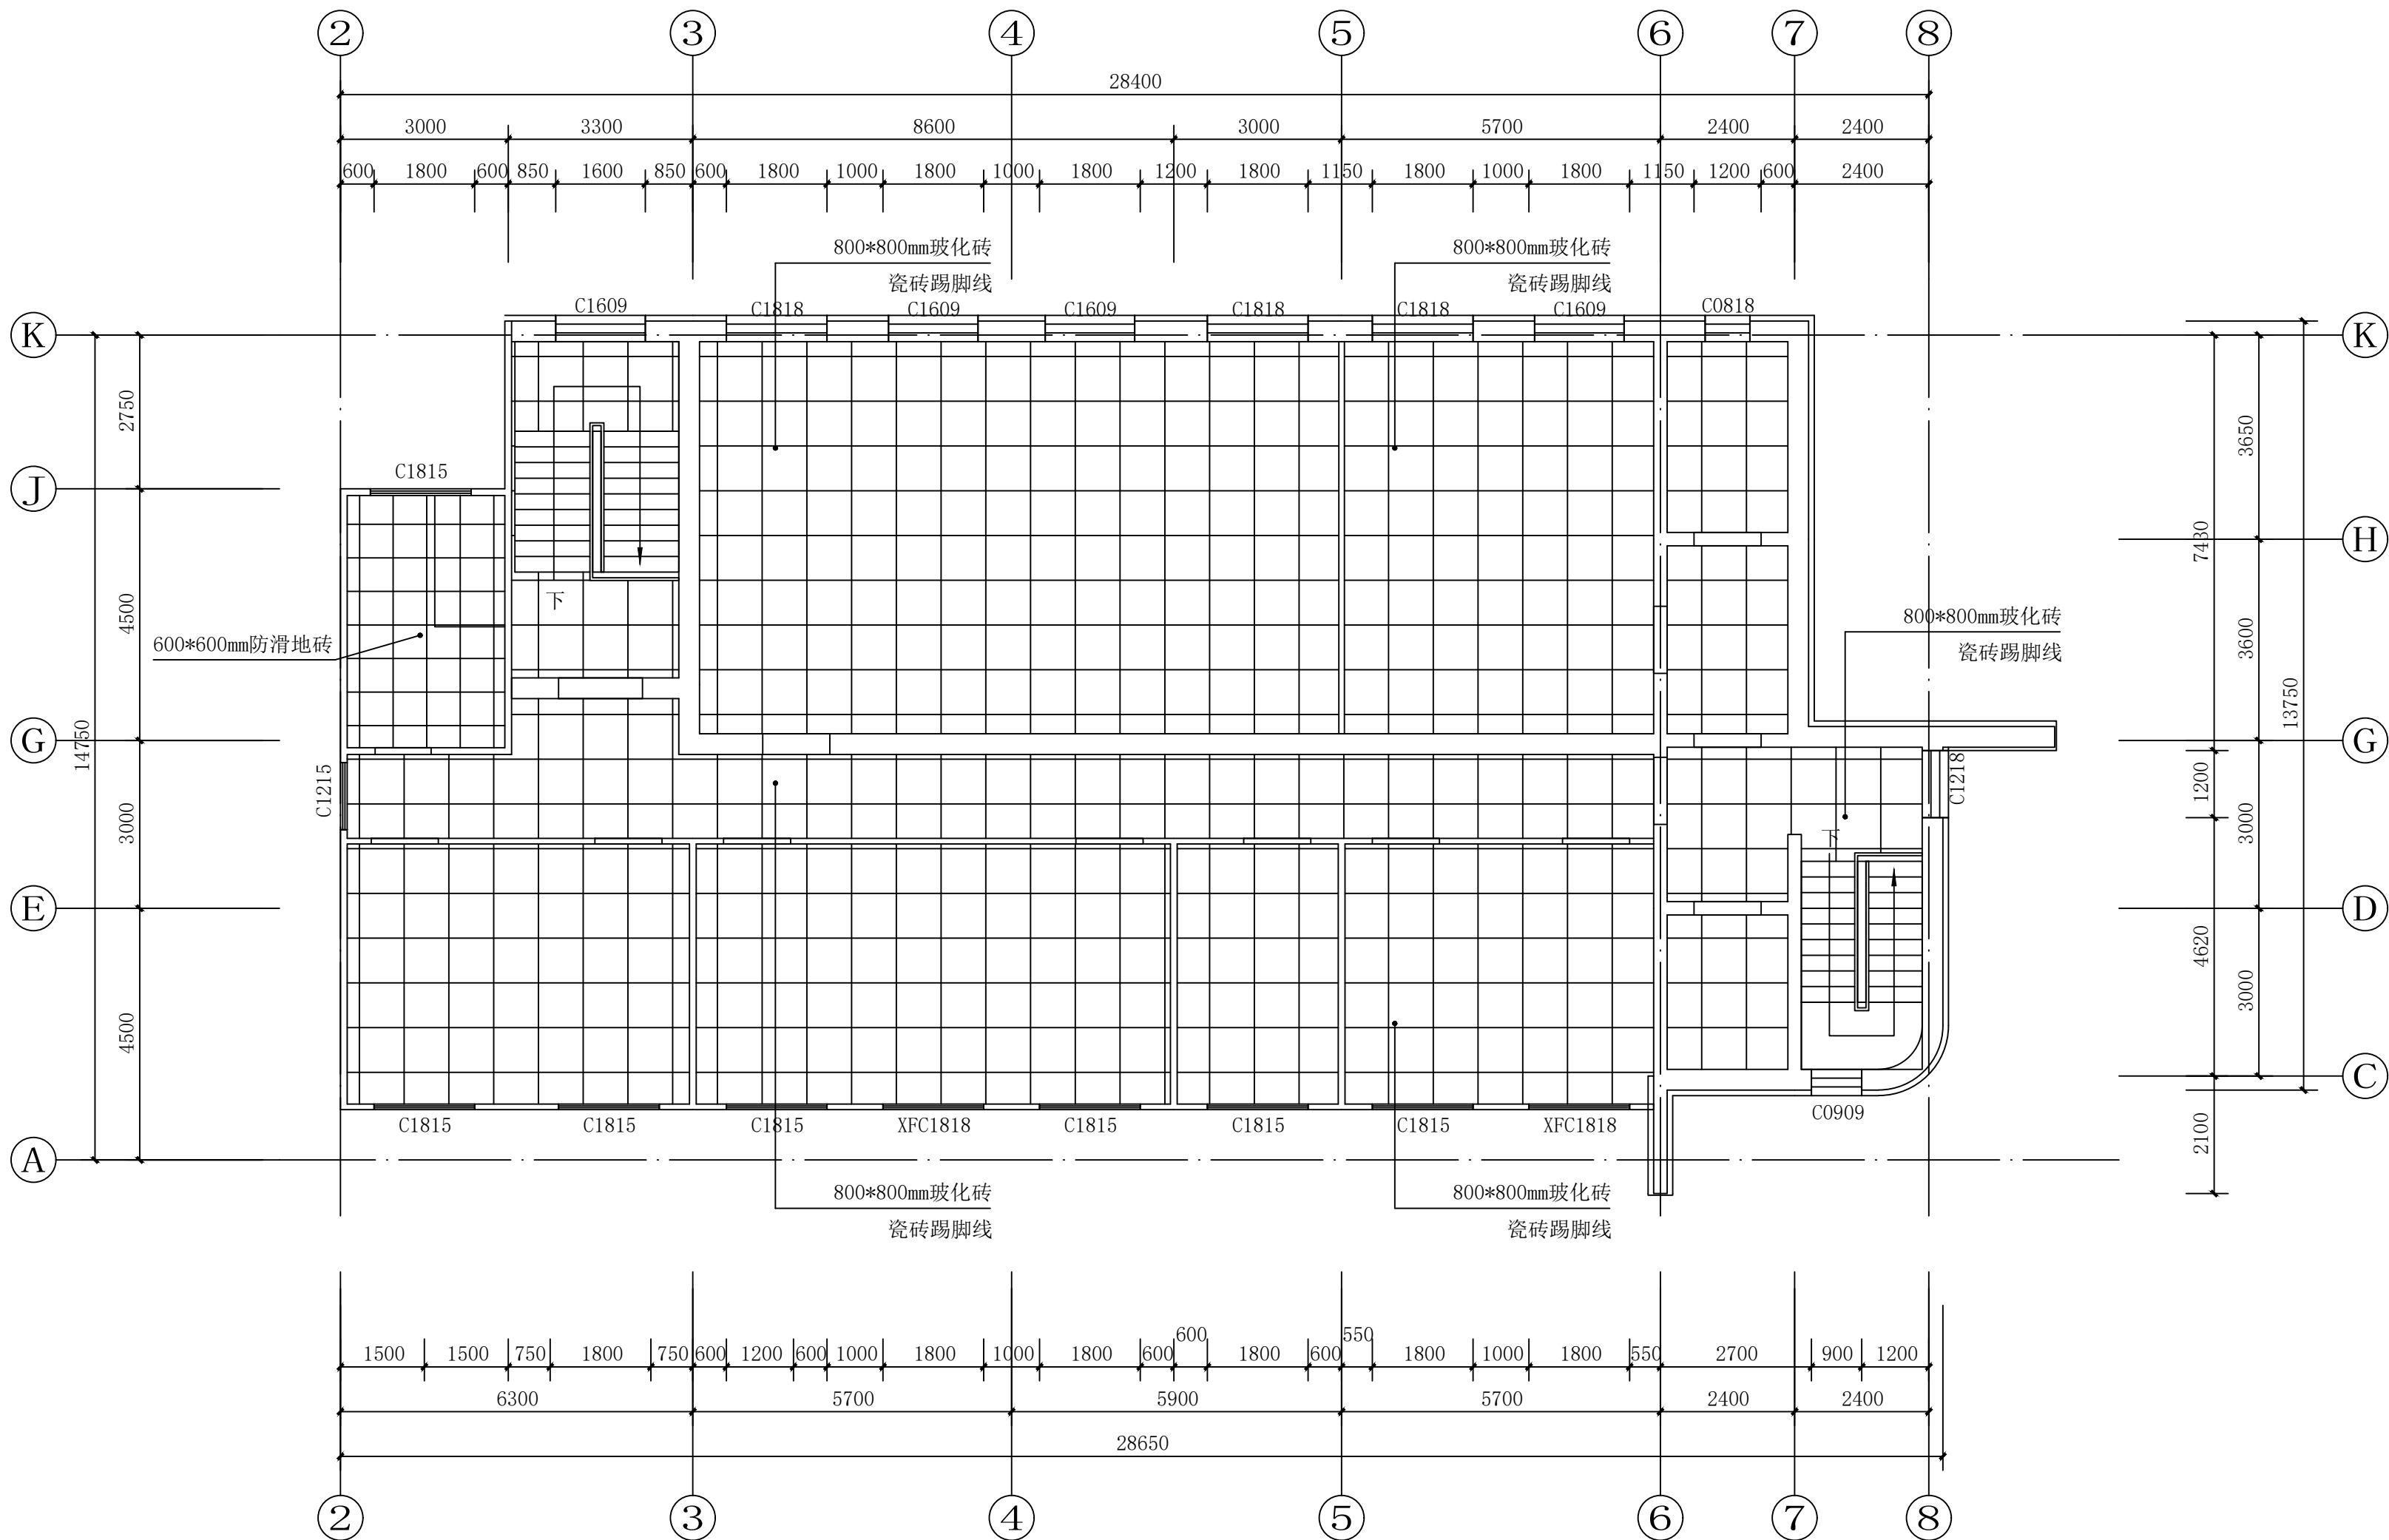 2 3 4 5 6 7 8
28400
3000 3300 8600 3000 5700 2400 2400
600 1800 600 850 1600 850 600 1800 1000 1800 1000 1800 1200 1800 1150 1800 1000 1800 1150 1200 600 2400
800*800mm玻化砖 800*800mm玻化砖
瓷砖踢脚线 瓷砖踢脚线
C1609 C1818 C1609 C1609 C1818 C1818 C1609 C0818
K K
2750
3650
C1815
J
H
7430
4500
下
3600
800*800mm玻化砖
瓷砖踢脚线
600*600mm防滑地砖
13750
14750
G G
C1215
C1218
1200
3000
3000
下
E D
4620
4500
3000
C
C1815 C1815 C1815 XFC1818 C1815 C1815 C1815 XFC1818
C0909
2100
A
800*800mm玻化砖 800*800mm玻化砖
瓷砖踢脚线 瓷砖踢脚线
1500 1500 750 1800 750 600 1200 600 1000 1800 1000 1800 600 600 1800 600 550 1800 1000 1800 550 2700 900 1200
6300 5700 5900 5700 2400 2400
28650
2 3 4 5 6 7 8